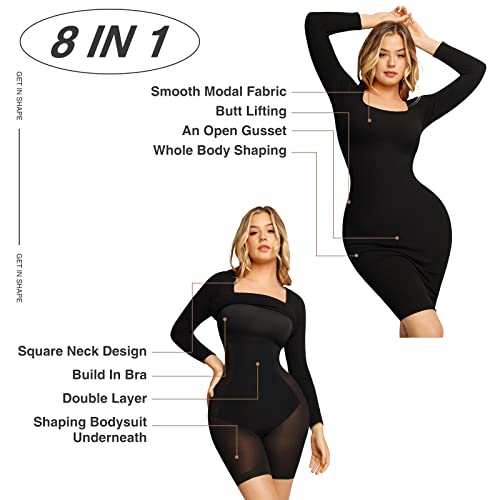 8 IN 1
GET IN SHAPE
GET IN SHAPE
Smooth Modal Fabric
Butt Lifting
An Open Gusset
Whole Body Shaping
Square Neck Design
Build In Bra
Double Layer
Shaping Bodysuit
Underneath